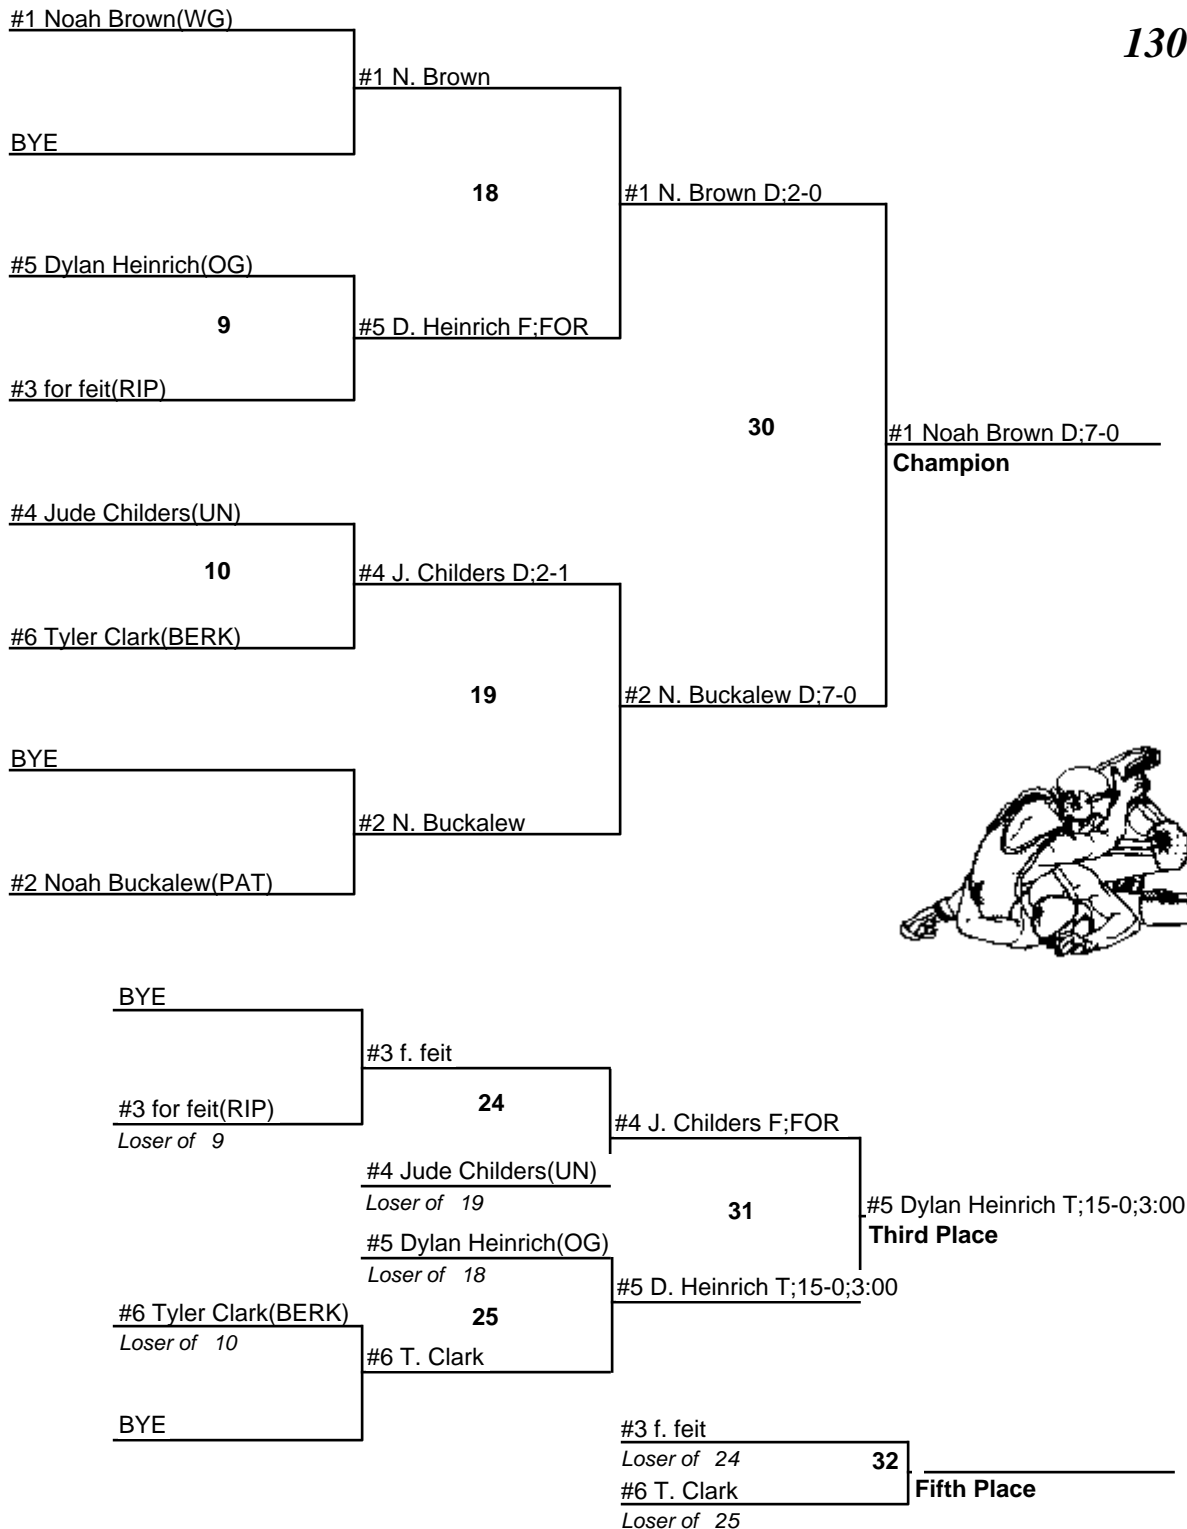 #1 Noah Brown(WG)
130
#1 N. Brown
BYE
18
#1 N. Brown D;2-0
#5 Dylan Heinrich(OG)
9
#5 D. Heinrich F;FOR
#3 for feit(RIP)
30
#1 Noah Brown D;7-0
Champion
#4 Jude Childers(UN)
10
#4 J. Childers D;2-1
#6 Tyler Clark(BERK)
19
#2 N. Buckalew D;7-0
BYE
#2 N. Buckalew
#2 Noah Buckalew(PAT)
BYE
#3 f. feit
24
#3 for feit(RIP)
Loser of 9
#4 J. Childers F;FOR
#4 Jude Childers(UN)
Loser of 19
31
#5 Dylan Heinrich T;15-0;3:00
Third Place
#5 Dylan Heinrich(OG)
Loser of 18
#5 D. Heinrich T;15-0;3:00
#6 Tyler Clark(BERK)
Loser of 10
25
#6 T. Clark
BYE
#3 f. feit
Loser of 24
32
#6 T. Clark
Fifth Place
Loser of 25